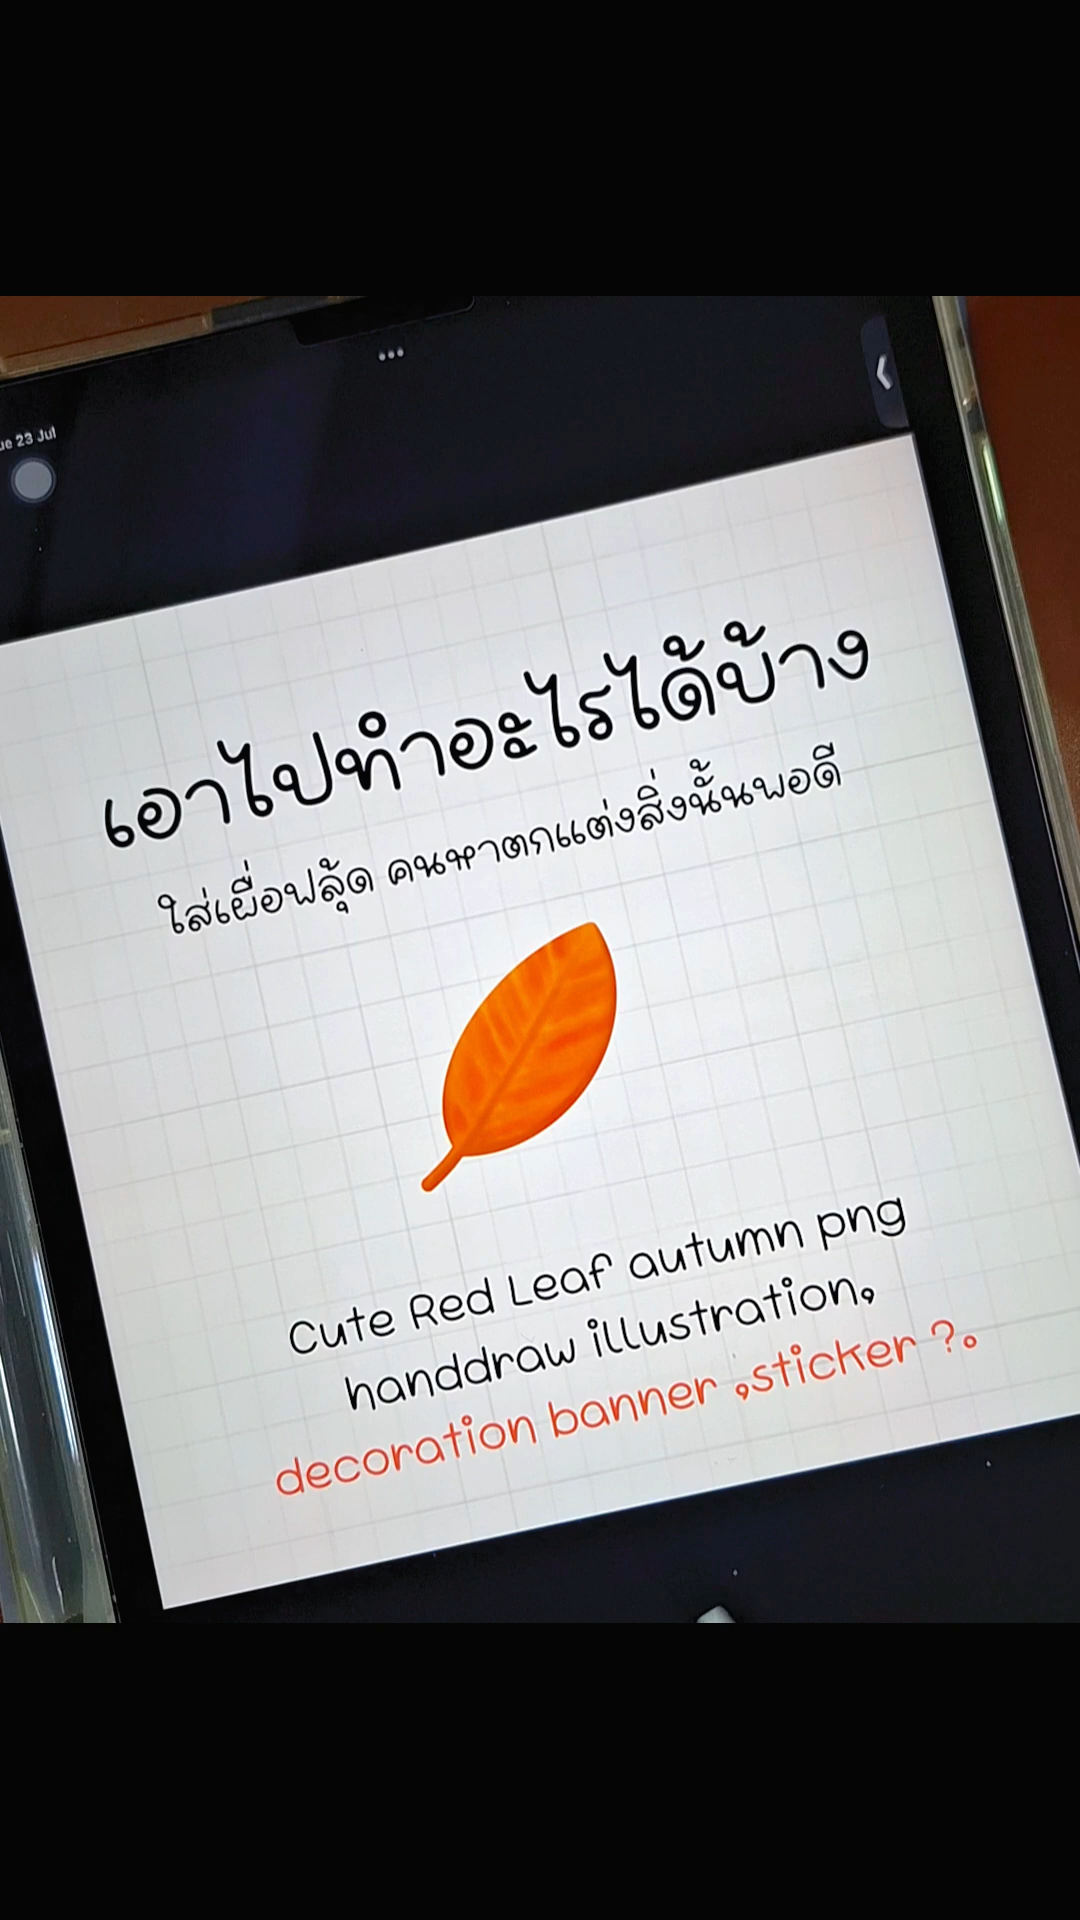 ue 23 Jul
เอาไปทำอะไรได้บ้าง
ใส่เผื่อฟลุ้ด คนหาตกแต่งสิ่งนั้นพอดี
Cute Red Leaf autumn png
handdraw illustration,
decoration banner ,sticker ?.